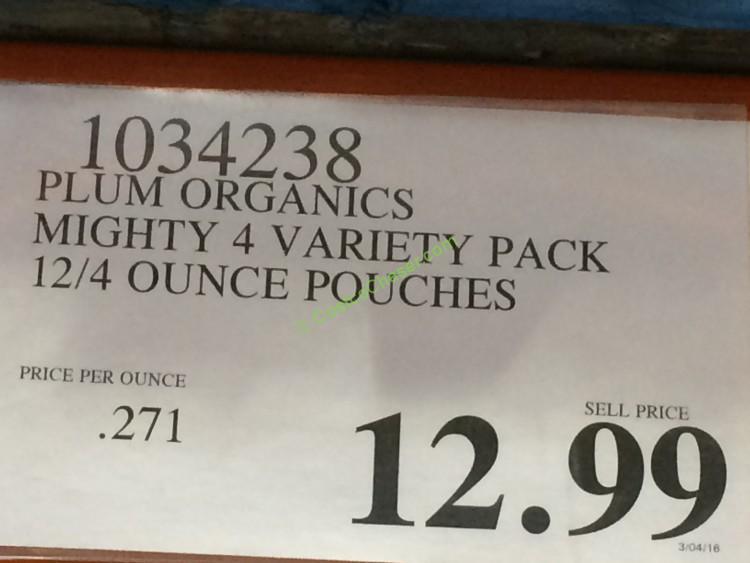 1034238
PLUM ORGANICS
MIGHTY 4 VARIETY PACK
12/4 OUNCE POUCHES
PRICE PER OUNCE
.271
SELL PRICE
12.99
3/04/16